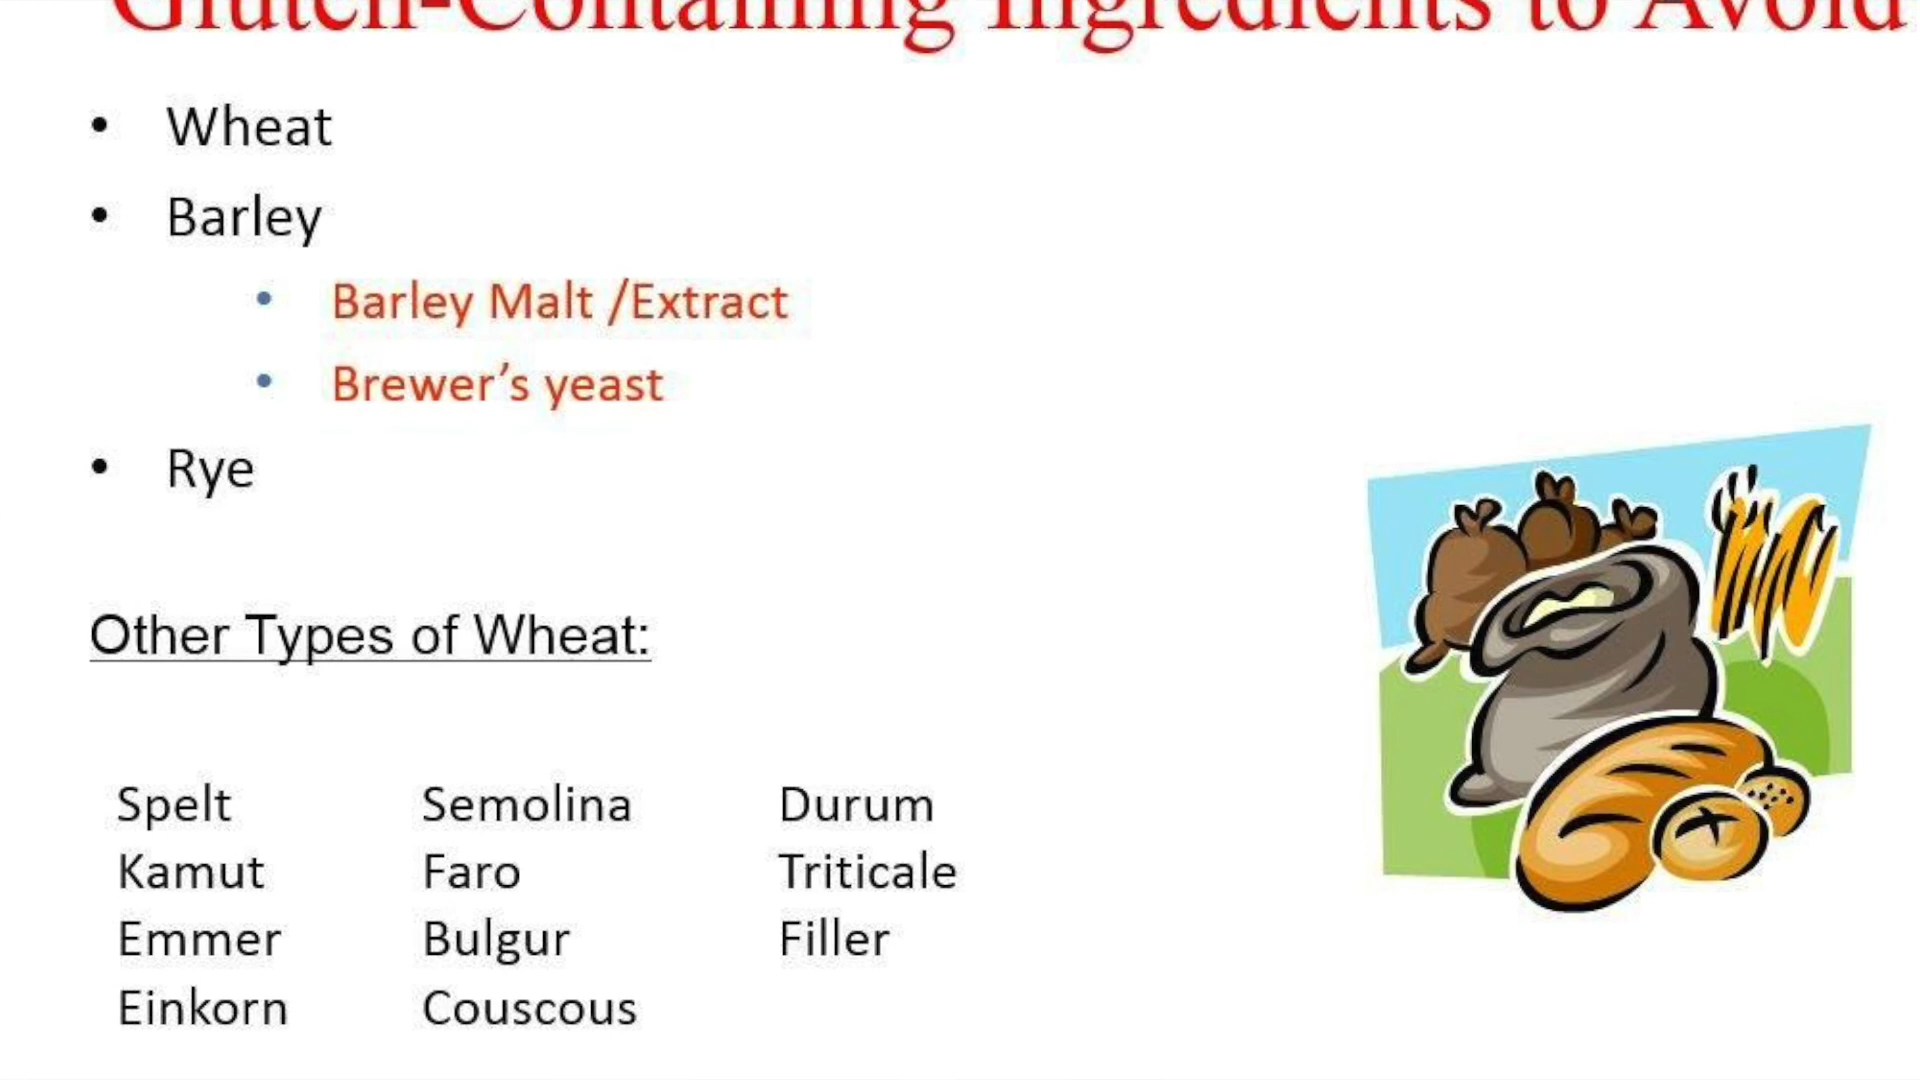 Gluten-Containing Ingredients to Avoid
• Wheat
• Barley
• Barley Malt /Extract
• Brewer’s yeast
• Rye
Other Types of Wheat:
Spelt Semolina Durum
Kamut Faro Triticale
Emmer Bulgur Filler
Einkorn Couscous